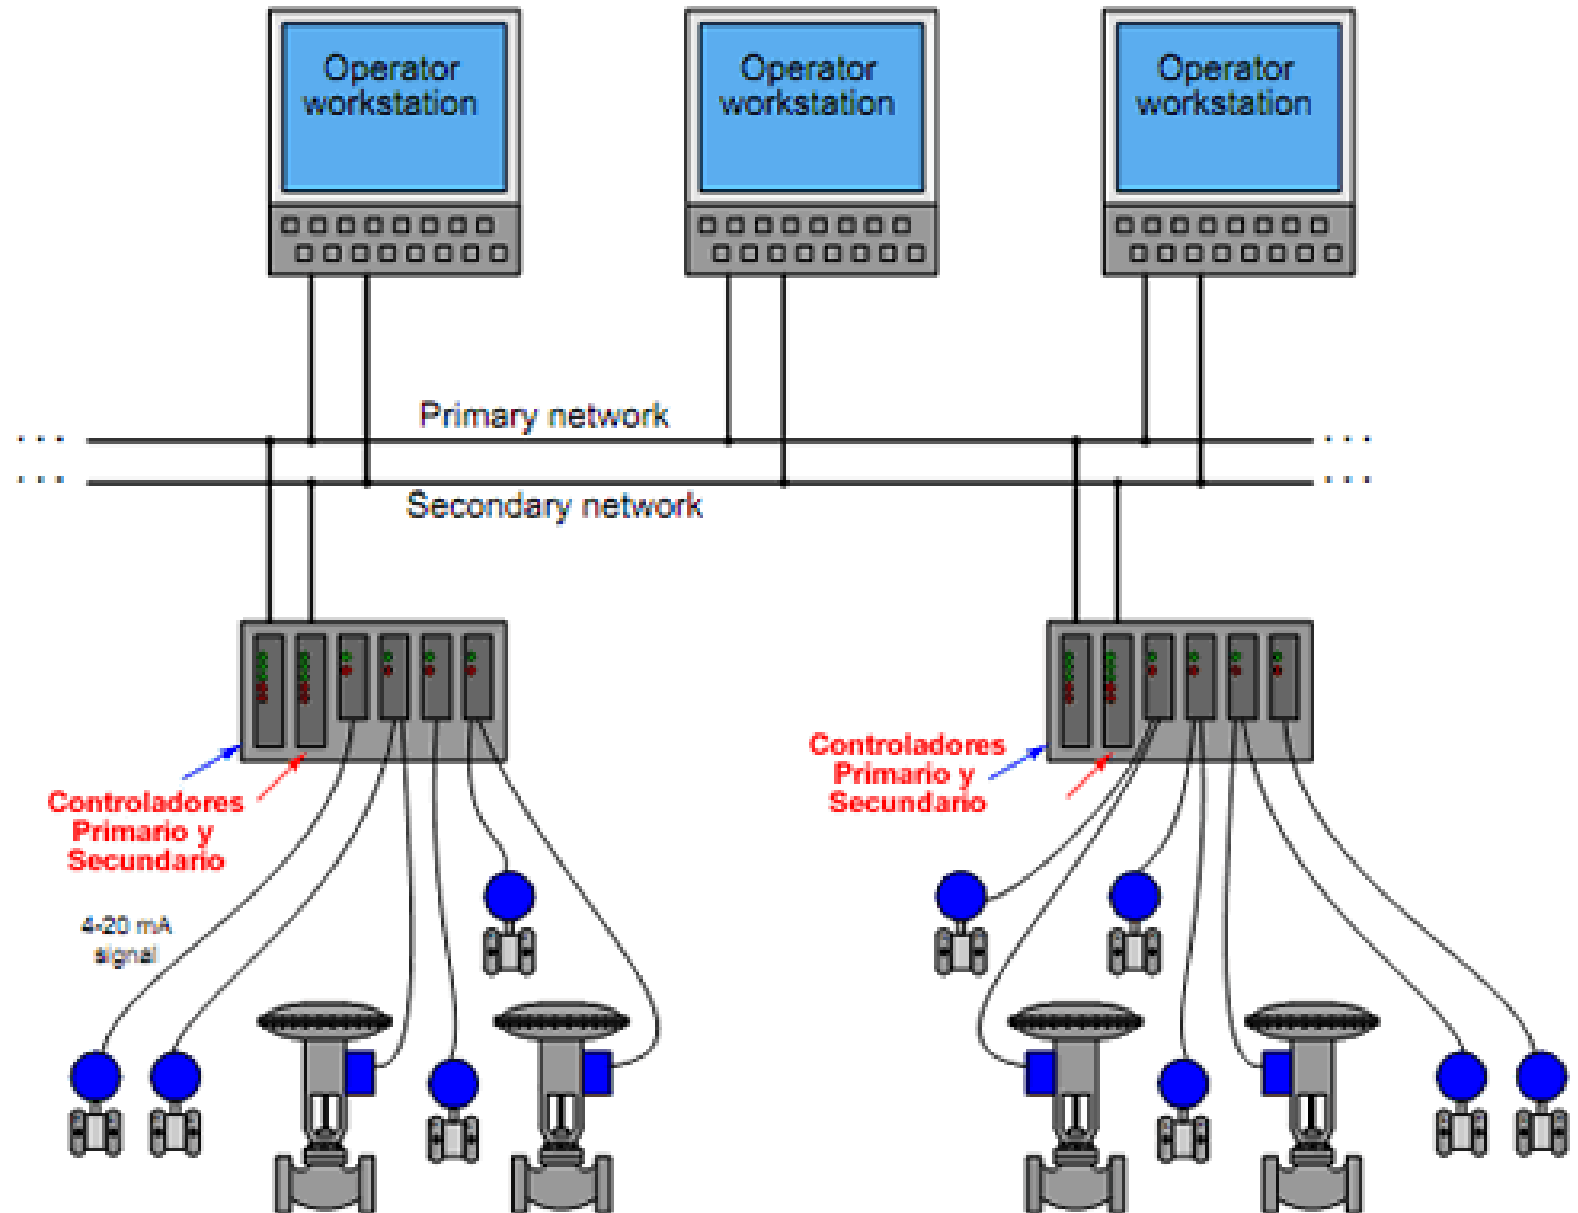 Operator
workstation
Operator
workstation
Operator
workstation
Primary network
. . .
. . .
. . .
. . .
Secondary network
Controladores
Primario y
Secundario
Controladores
Primario y
Secundario
4-20 mA
signal